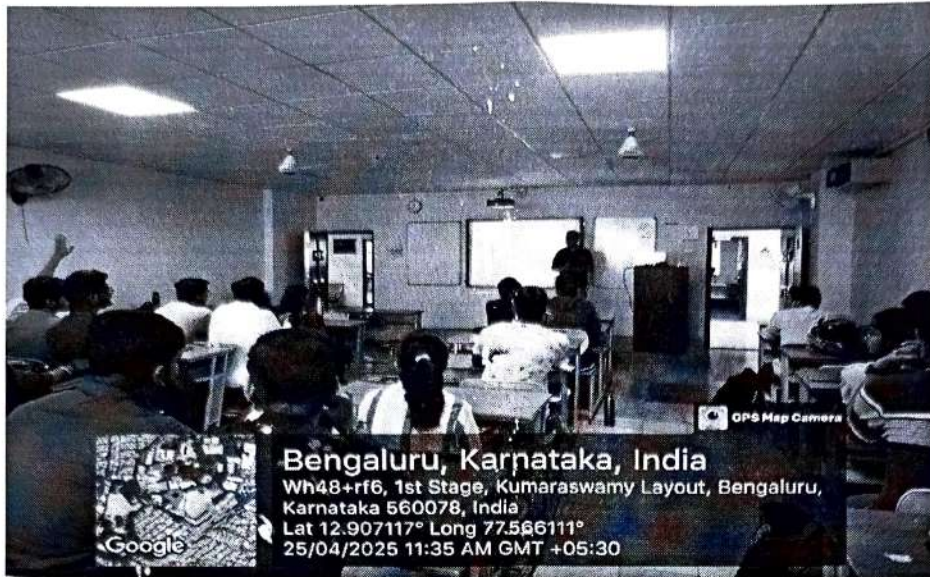 GPS Map Camera
Bengaluru, Karnataka, India
Wh48+rf6, 1st Stage, Kumaraswamy Layout, Bengaluru,
Karnataka 560078, India
Lat 12.907117° Long 77.566111°
25/04/2025 11:35 AM GMT +05:30
Google